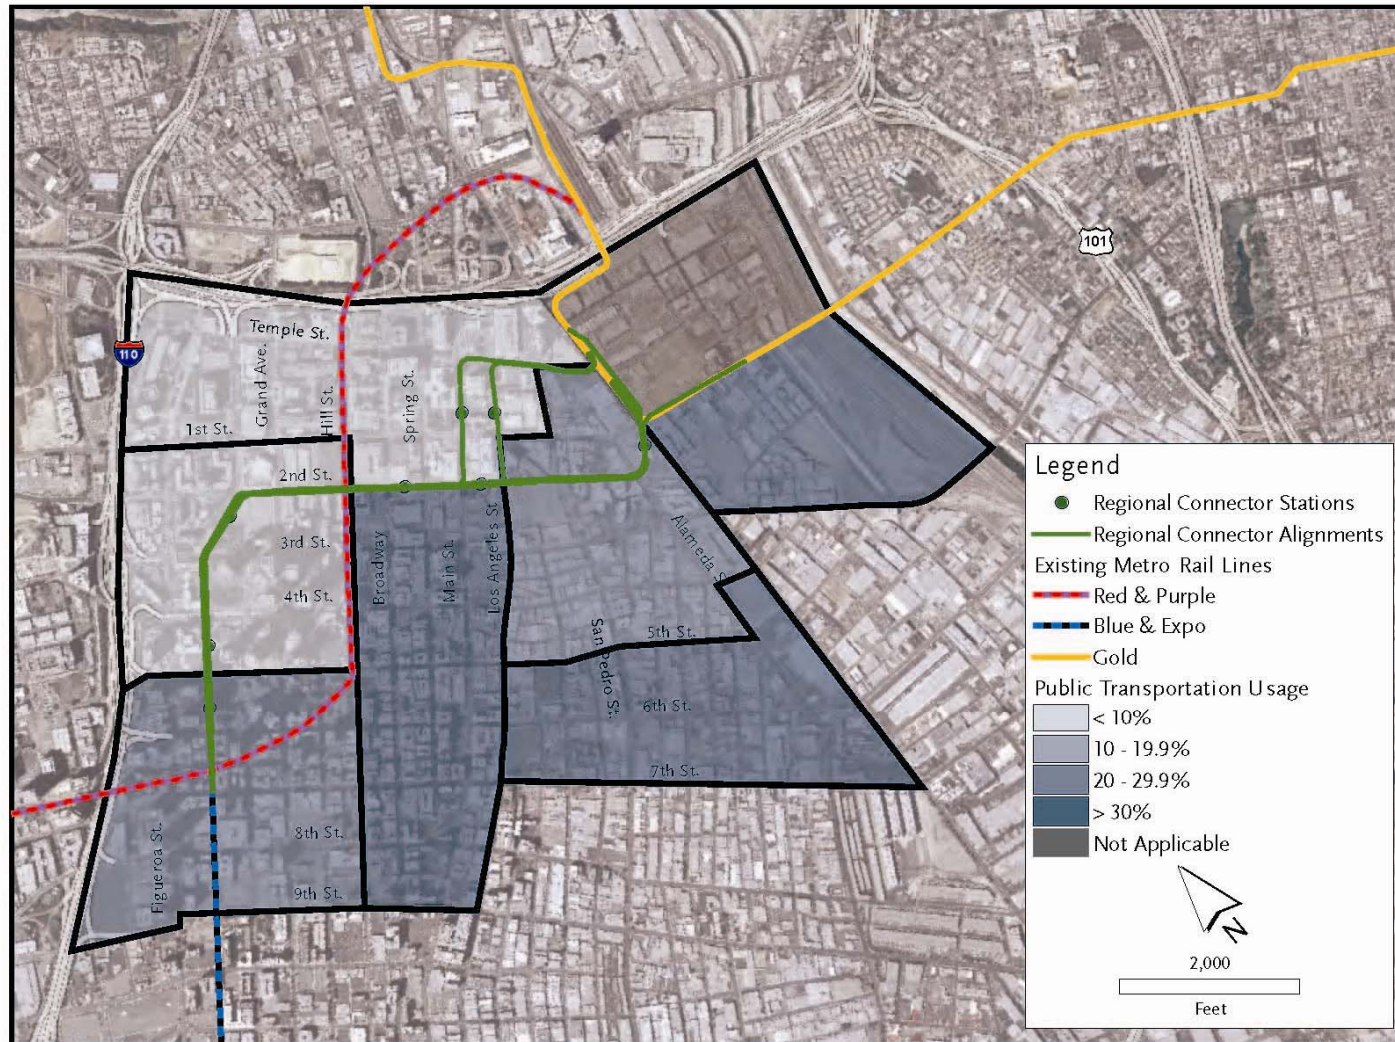 101
110
Temple St.
Grand Ave.
Hill St.
Spring St.
1st St.
2nd St.
3rd St.
4th St.
Broadway
Main St.
Los Angeles St
Alameda S
San Pedro St.
5th St.
6th St.
7th St.
8th St.
9th St.
Figueroa St.
Legend
Regional Connector Stations
Regional Connector Alignments
Existing Metro Rail Lines
Red & Purple
Blue & Expo
Gold
Public Transportation Usage
< 10%
10 - 19.9%
20 - 29.9%
> 30%
Not Applicable
N
2,000
Feet